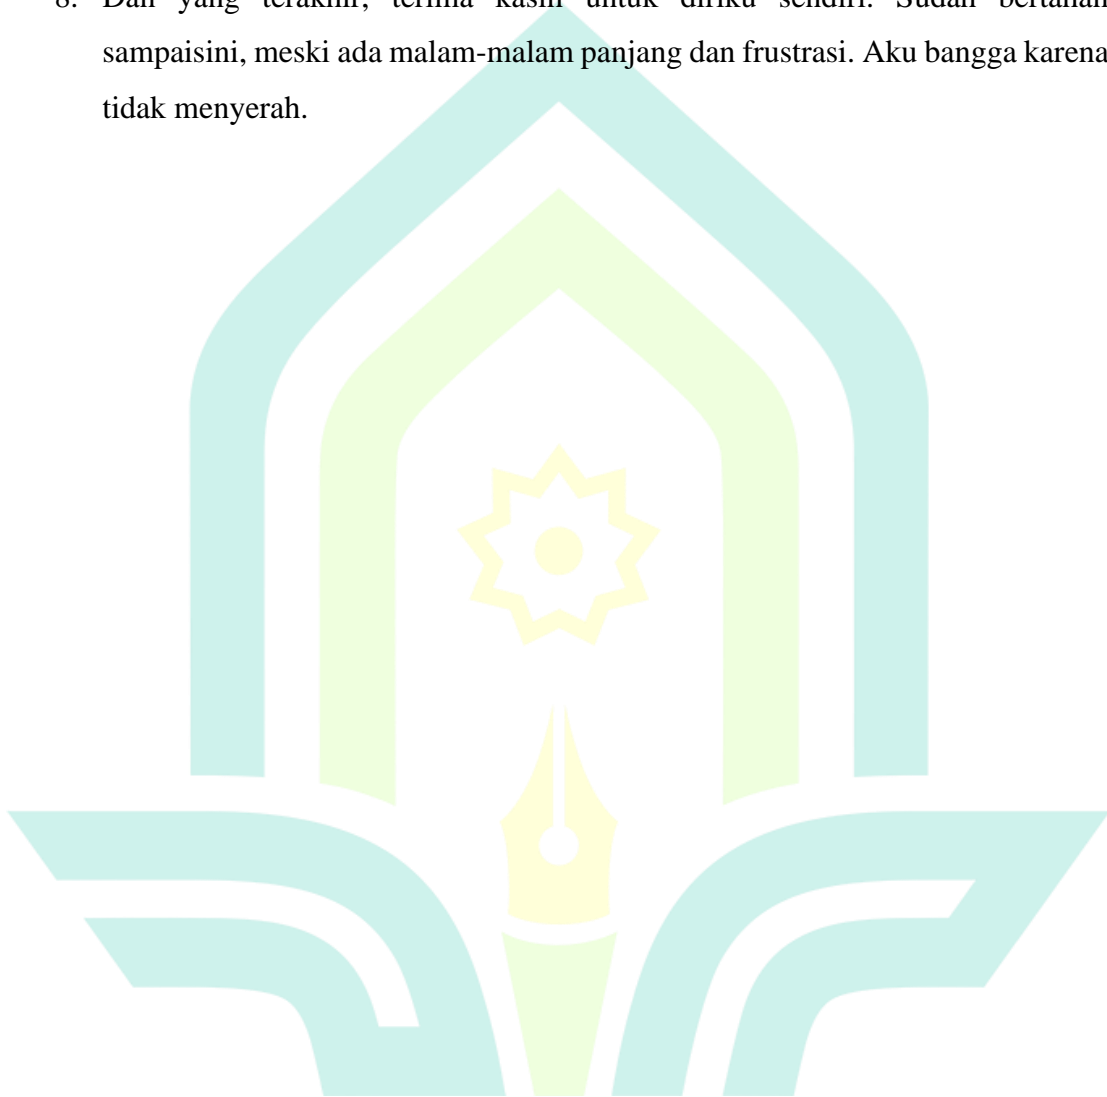 8. Dan yang terakhir, terima kasih untuk diriku sendiri. Sudah bertahan
sampaisini, meski ada malam-malam panjang dan frustrasi. Aku bangga karena
tidak menyerah.